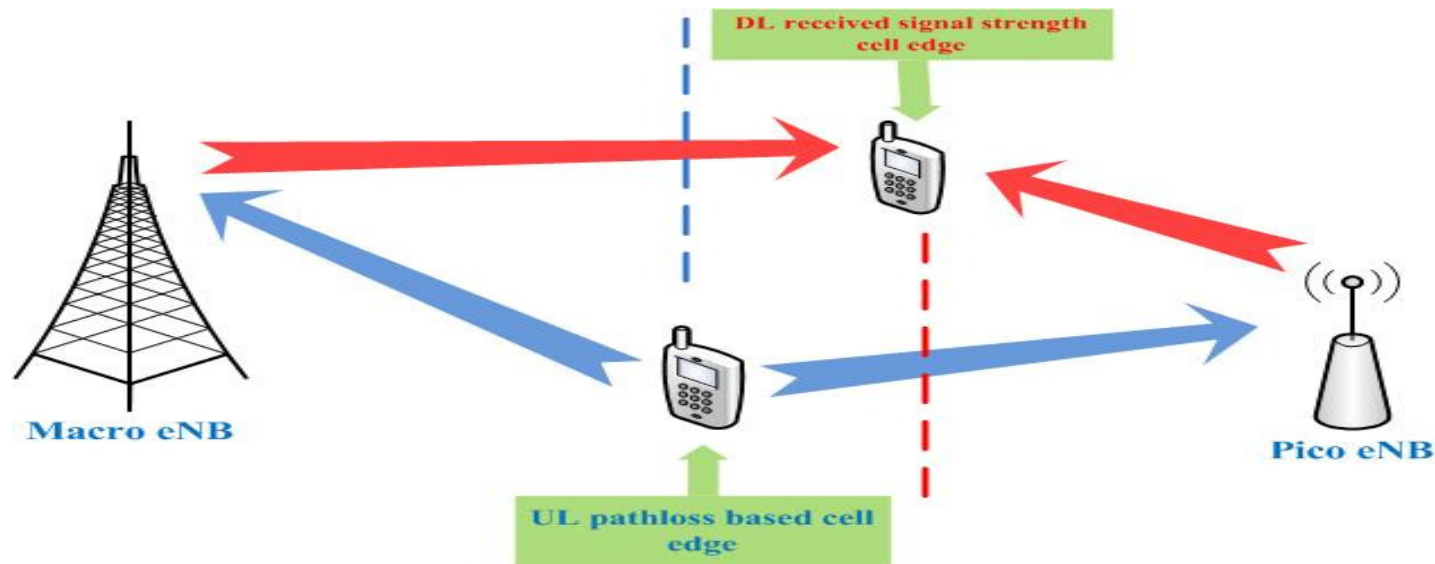 DL received signal strength
cell edge
Macro eNB
Pico eNB
UL pathloss based cell
edge